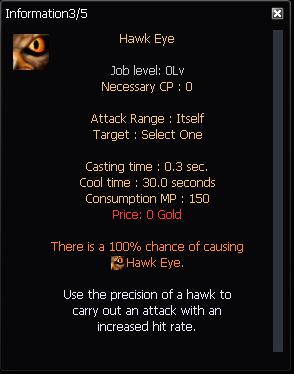 Information3/5
Hawk Eye
Job level: 0Lv
Necessary CP : 0
Attack Range : Itself
Target : Select One
Casting time : 0.3 sec.
Cool time : 30.0 seconds
Consumption MP : 150
Price: 0 Gold
There is a 100% chance of causing
Hawk Eye.
Use the precision of a hawk to
carry out an attack with an
increased hit rate.